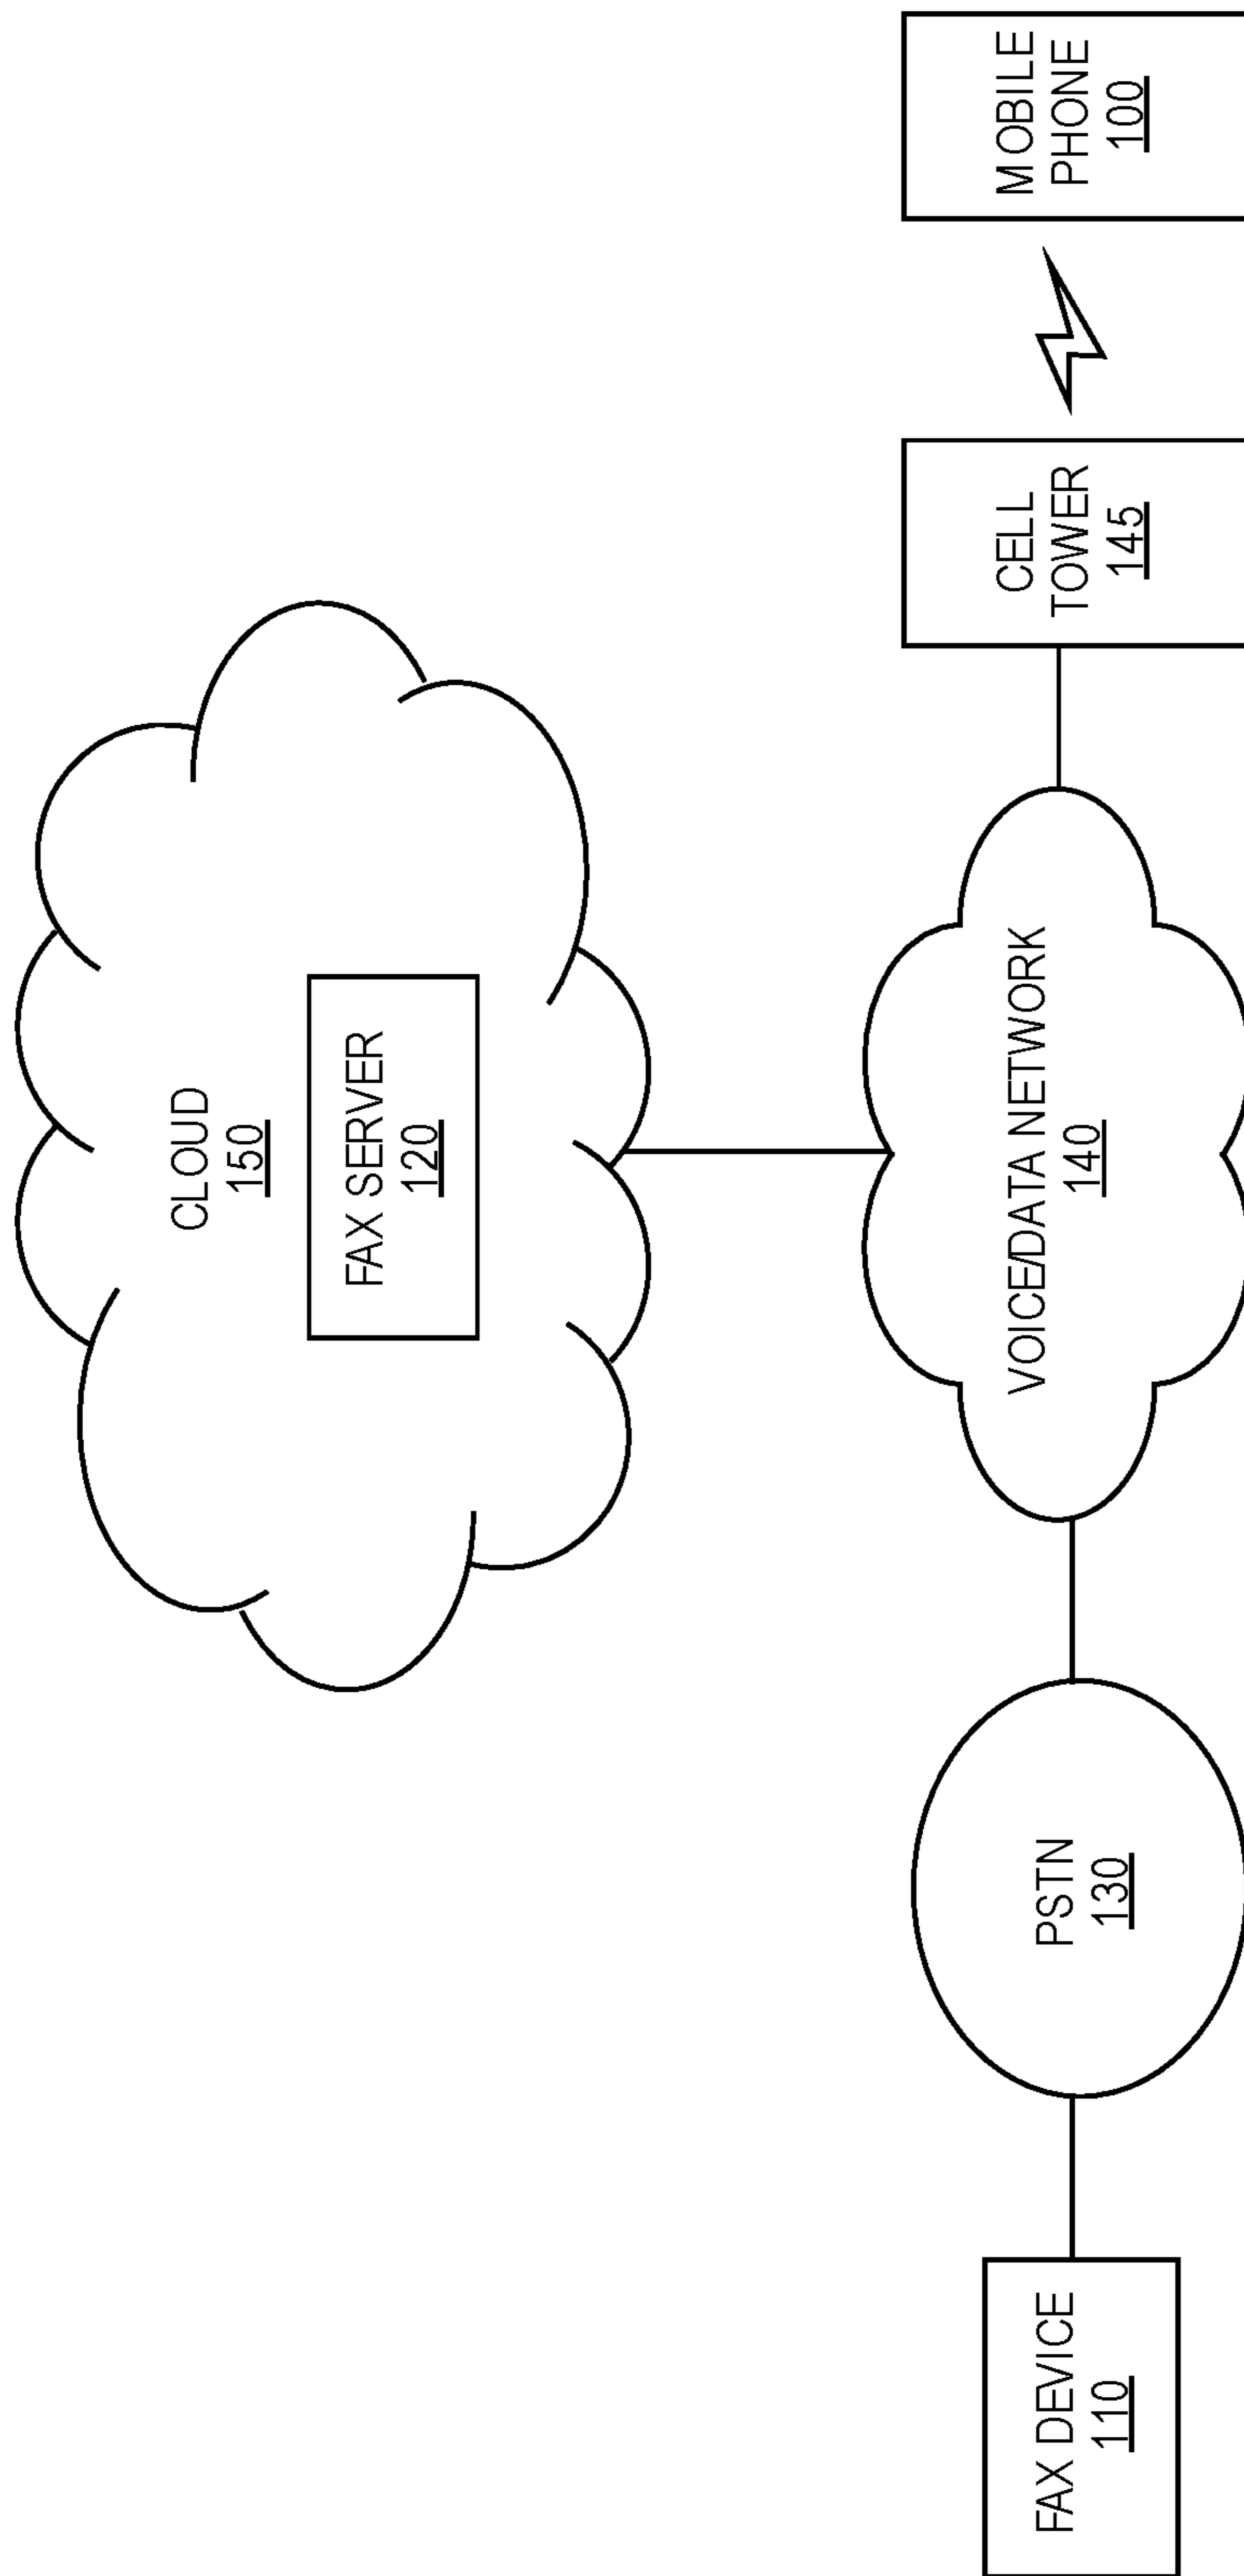 CLOUD
150
FAX SERVER
120
FAX DEVICE
110
PSTN
130
VOICE/DATA NETWORK
140
CELL
TOWER
145
MOBILE
PHONE
100